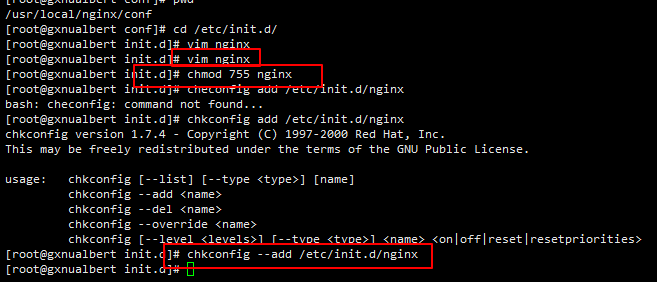 pwd
/usr/local/nginx/conf
[root@gxnualbert conf]# cd /etc/init.d/
[root@gxnualbert init.d]# vim nginx
[root@gxnualbert init.d]# vim nginx
[root@gxnualbert init.d]# chmod 755 nginx
[root@gxnualbert init.d]# checonfig add /etc/init.d/nginx
bash: checonfig: command not found...
[root@gxnualbert init.d]# chkconfig add /etc/init.d/nginx
chkconfig version 1.7.4 - Copyright (C) 1997-2000 Red Hat, Inc.
This may be freely redistributed under the terms of the GNU Public License.
usage:   chkconfig [--list] [--type <type>] [name]
chkconfig --add <name>
chkconfig --del <name>
chkconfig --override <name>
chkconfig [--level <levels>] [--type <type>] <name> <on|off|reset|resetpriorities>
[root@gxnualbert init.d]# chkconfig --add /etc/init.d/nginx
[root@gxnualbert init.d]#